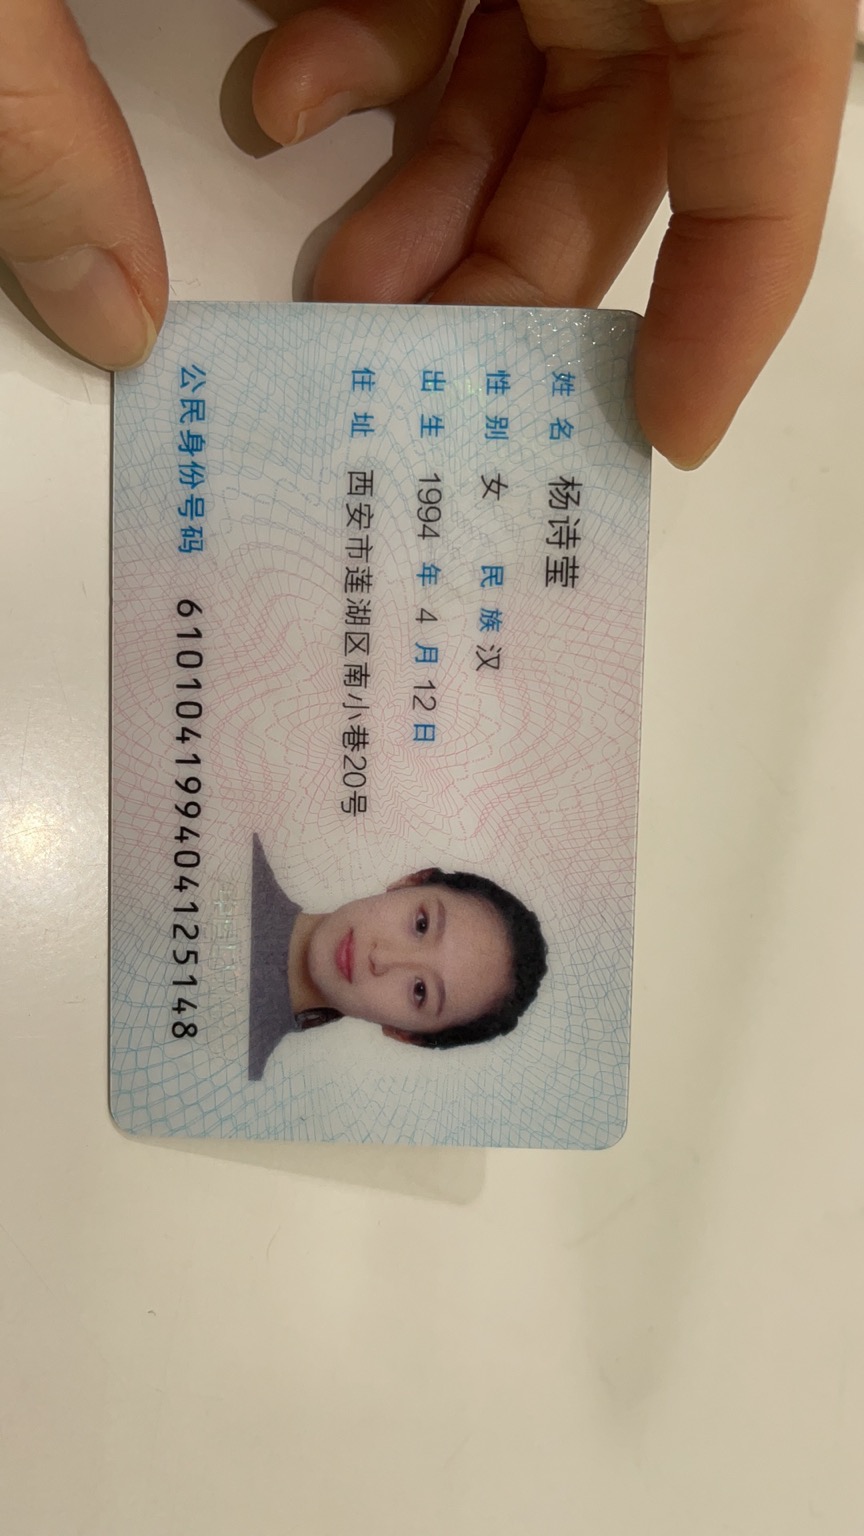 姓名 杨诗莹
性别 女 民族 汉
出生 1994 年 4 月 12 日
住址 西安市莲湖区南小巷20号
公民身份号码 610104199404125148